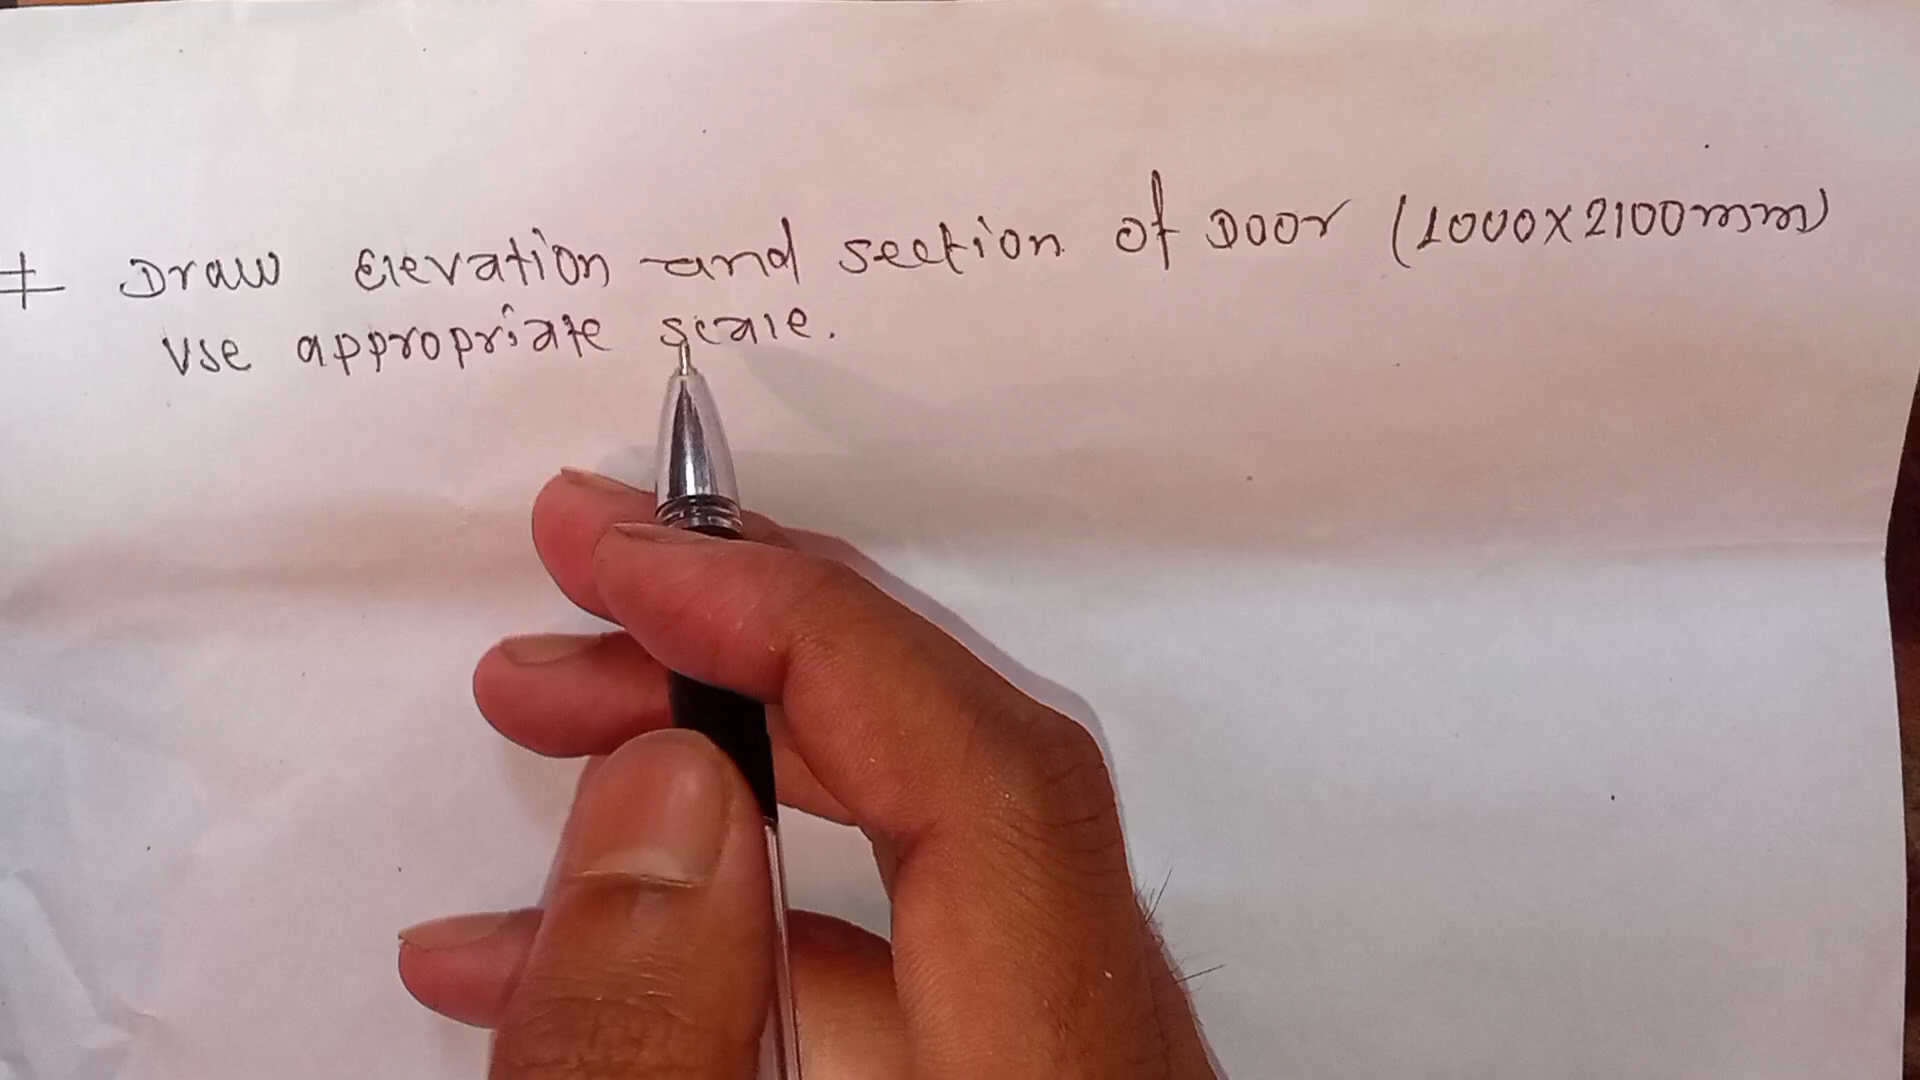 # Draw Elevation and section of Door (1000x2100mm)
Use appropriate scale.